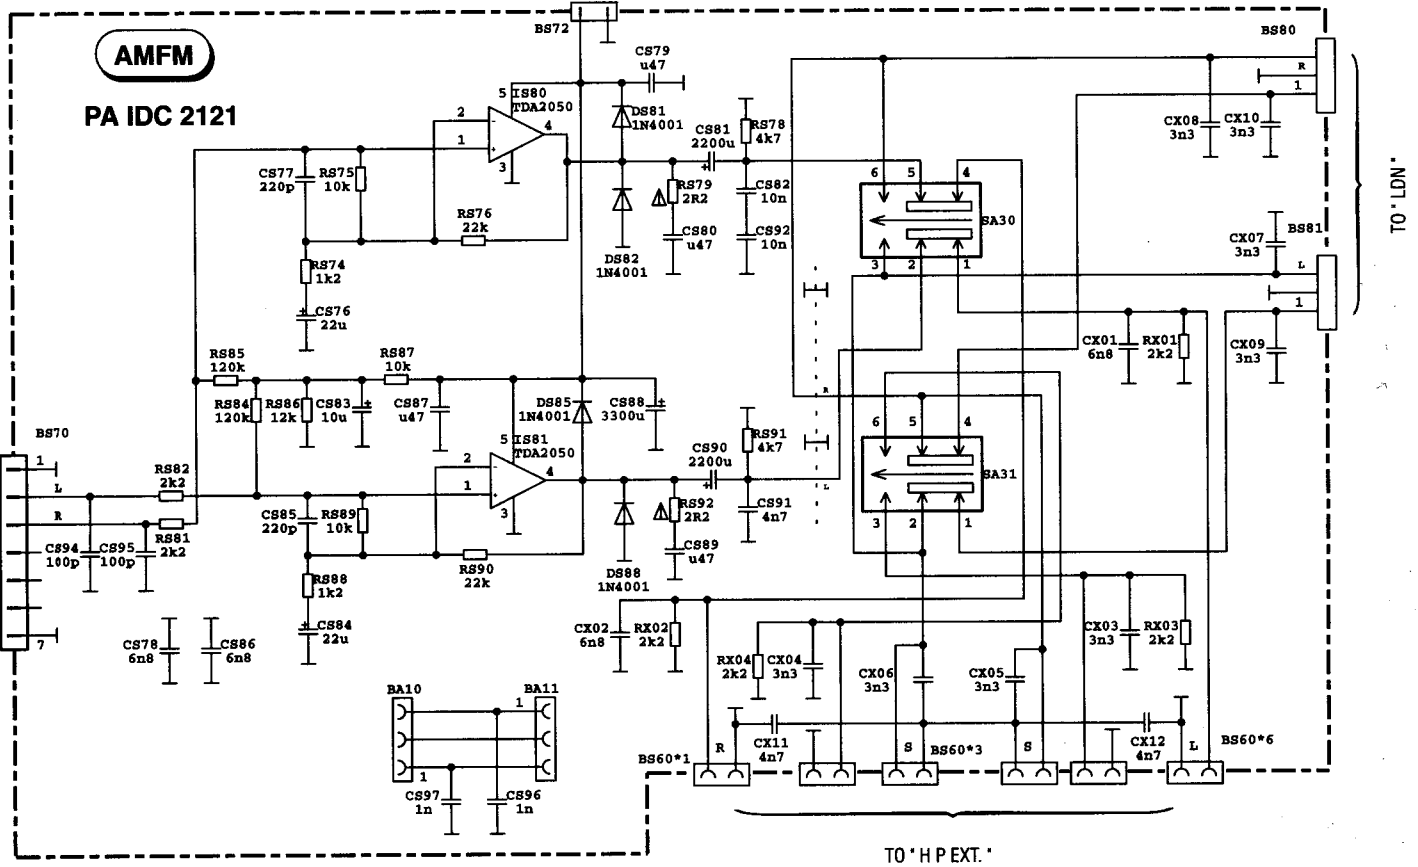 AMFM
PA IDC 2121
BS72
BS80
R
1
TO " LDN"
CS79
u47
5 IS80
TDA2050
2
-
1
+
4
3
DS81
1N4001
CS81
2200u
+
RS78
4k7
CX08
3n3
CX10
3n3
CS77
220p
RS75
10k
RS79
2R2
CS82
10n
RS76
22k
CS80
u47
CS92
10n
DS82
1N4001
6
5
4
SA30
3
2
1
CX07
3n3
BS81
L
1
RS74
1k2
+
CS76
22u
CX01
6n8
RX01
2k2
CX09
3n3
RS85
120k
RS87
10k
RS84
120k
RS86
12k
CS83
10u
+
CS87
u47
DS85
1N4001
CS88
3300u
+
R
5 IS81
TDA2050
2
-
1
+
4
3
CS90
2200u
+
RS91
4k7
6
5
4
SA31
3
2
1
L
BS70
1
L
R
7
RS82
2k2
RS81
2k2
CS94
100p
CS95
100p
CS85
220p
RS89
10k
RS90
22k
RS92
2R2
CS91
4n7
CS89
u47
DS88
1N4001
RS88
1k2
+
CS84
22u
CS78
6n8
CS86
6n8
CX02
6n8
RX02
2k2
RX04
2k2
CX04
3n3
CX06
3n3
CX05
3n3
CX03
3n3
RX03
2k2
BA10
1
BA11
1
CS97
1n
CS96
1n
BS60*1
R
CX11
4n7
S
BS60*3
S
CX12
4n7
L
BS60*6
TO " H P EXT. "